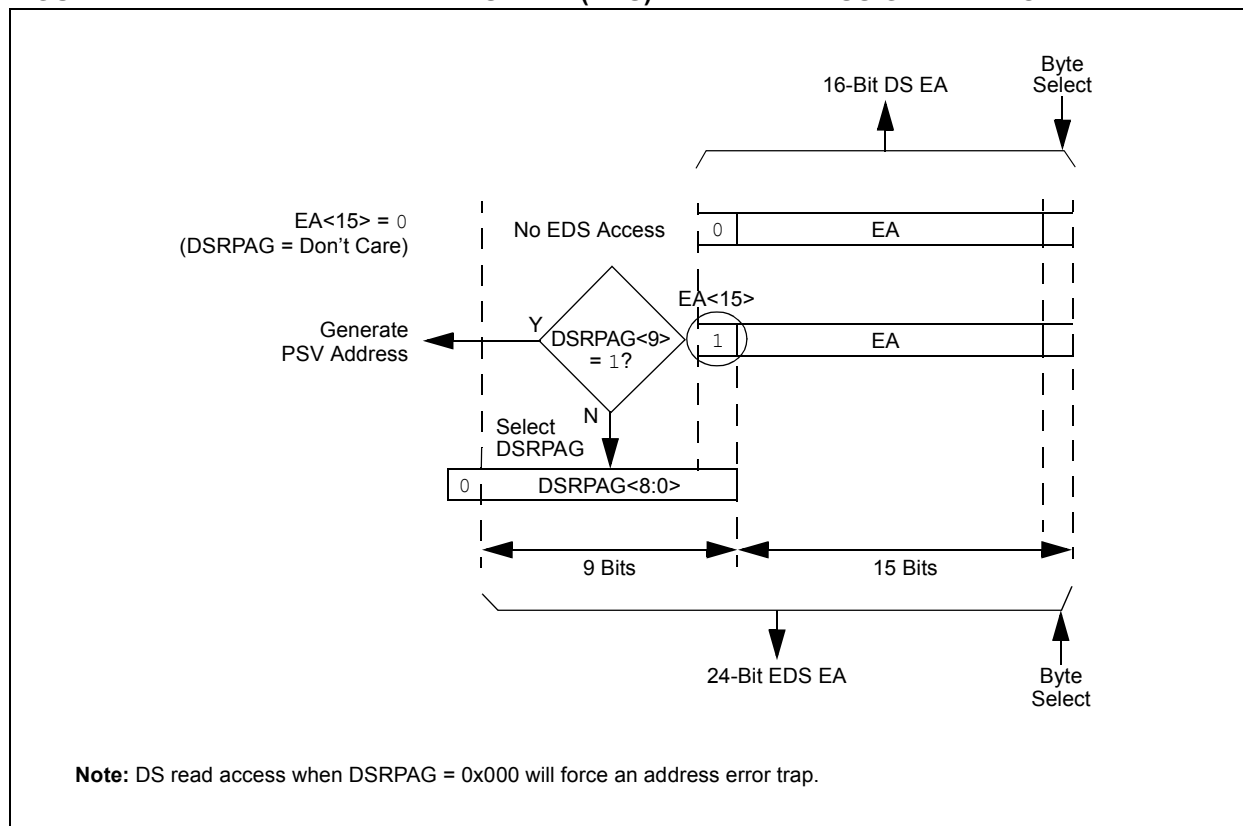 16-Bit DS EA
Byte
Select
EA<15> = 0
(DSRPAG = Don't Care)
No EDS Access
0
EA
EA<15>
Generate
PSV Address
Y
DSRPAG<9>
= 1?
1
EA
N
Select
DSRPAG
0
DSRPAG<8:0>
9 Bits
15 Bits
24-Bit EDS EA
Byte
Select
Note: DS read access when DSRPAG = 0x000 will force an address error trap.